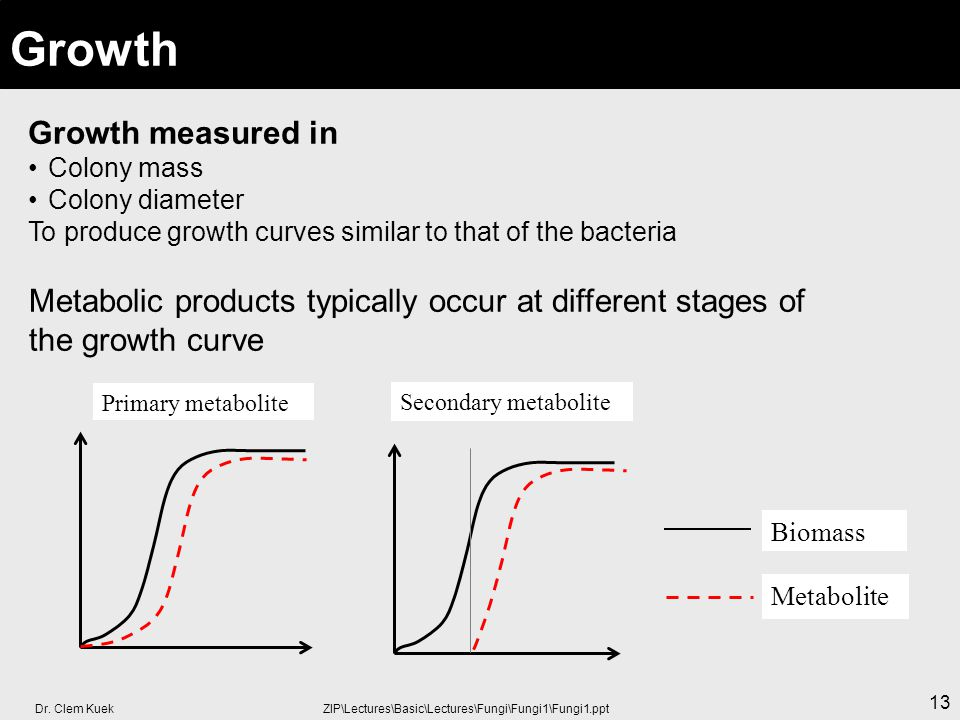 Growth
Growth measured in
• Colony mass
• Colony diameter
To produce growth curves similar to that of the bacteria
Metabolic products typically occur at different stages of
the growth curve
Primary metabolite
Secondary metabolite
Biomass
Metabolite
Dr. Clem Kuek
ZIP\Lectures\Basic\Lectures\Fungi\Fungi1\Fungi1.ppt
13